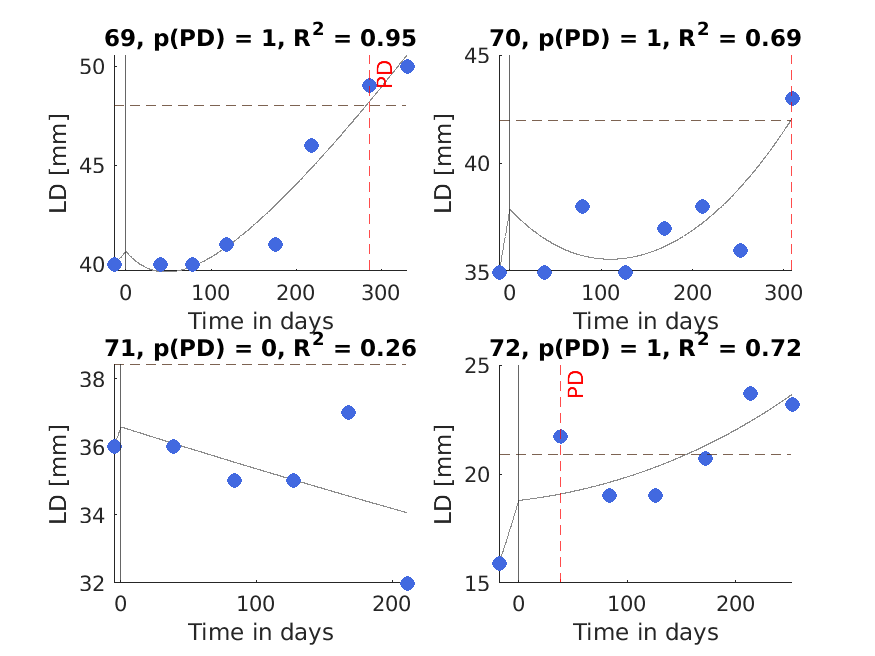 69, p(PD) = 1, R² = 0.95
50
45
40
LD [mm]
PD
0 100 200 300
Time in days
70, p(PD) = 1, R² = 0.69
45
40
35
LD [mm]
0 100 200 300
Time in days
71, p(PD) = 0, R² = 0.26
38
36
34
32
LD [mm]
0 100 200
Time in days
72, p(PD) = 1, R² = 0.72
25
20
15
LD [mm]
PD
0 100 200
Time in days